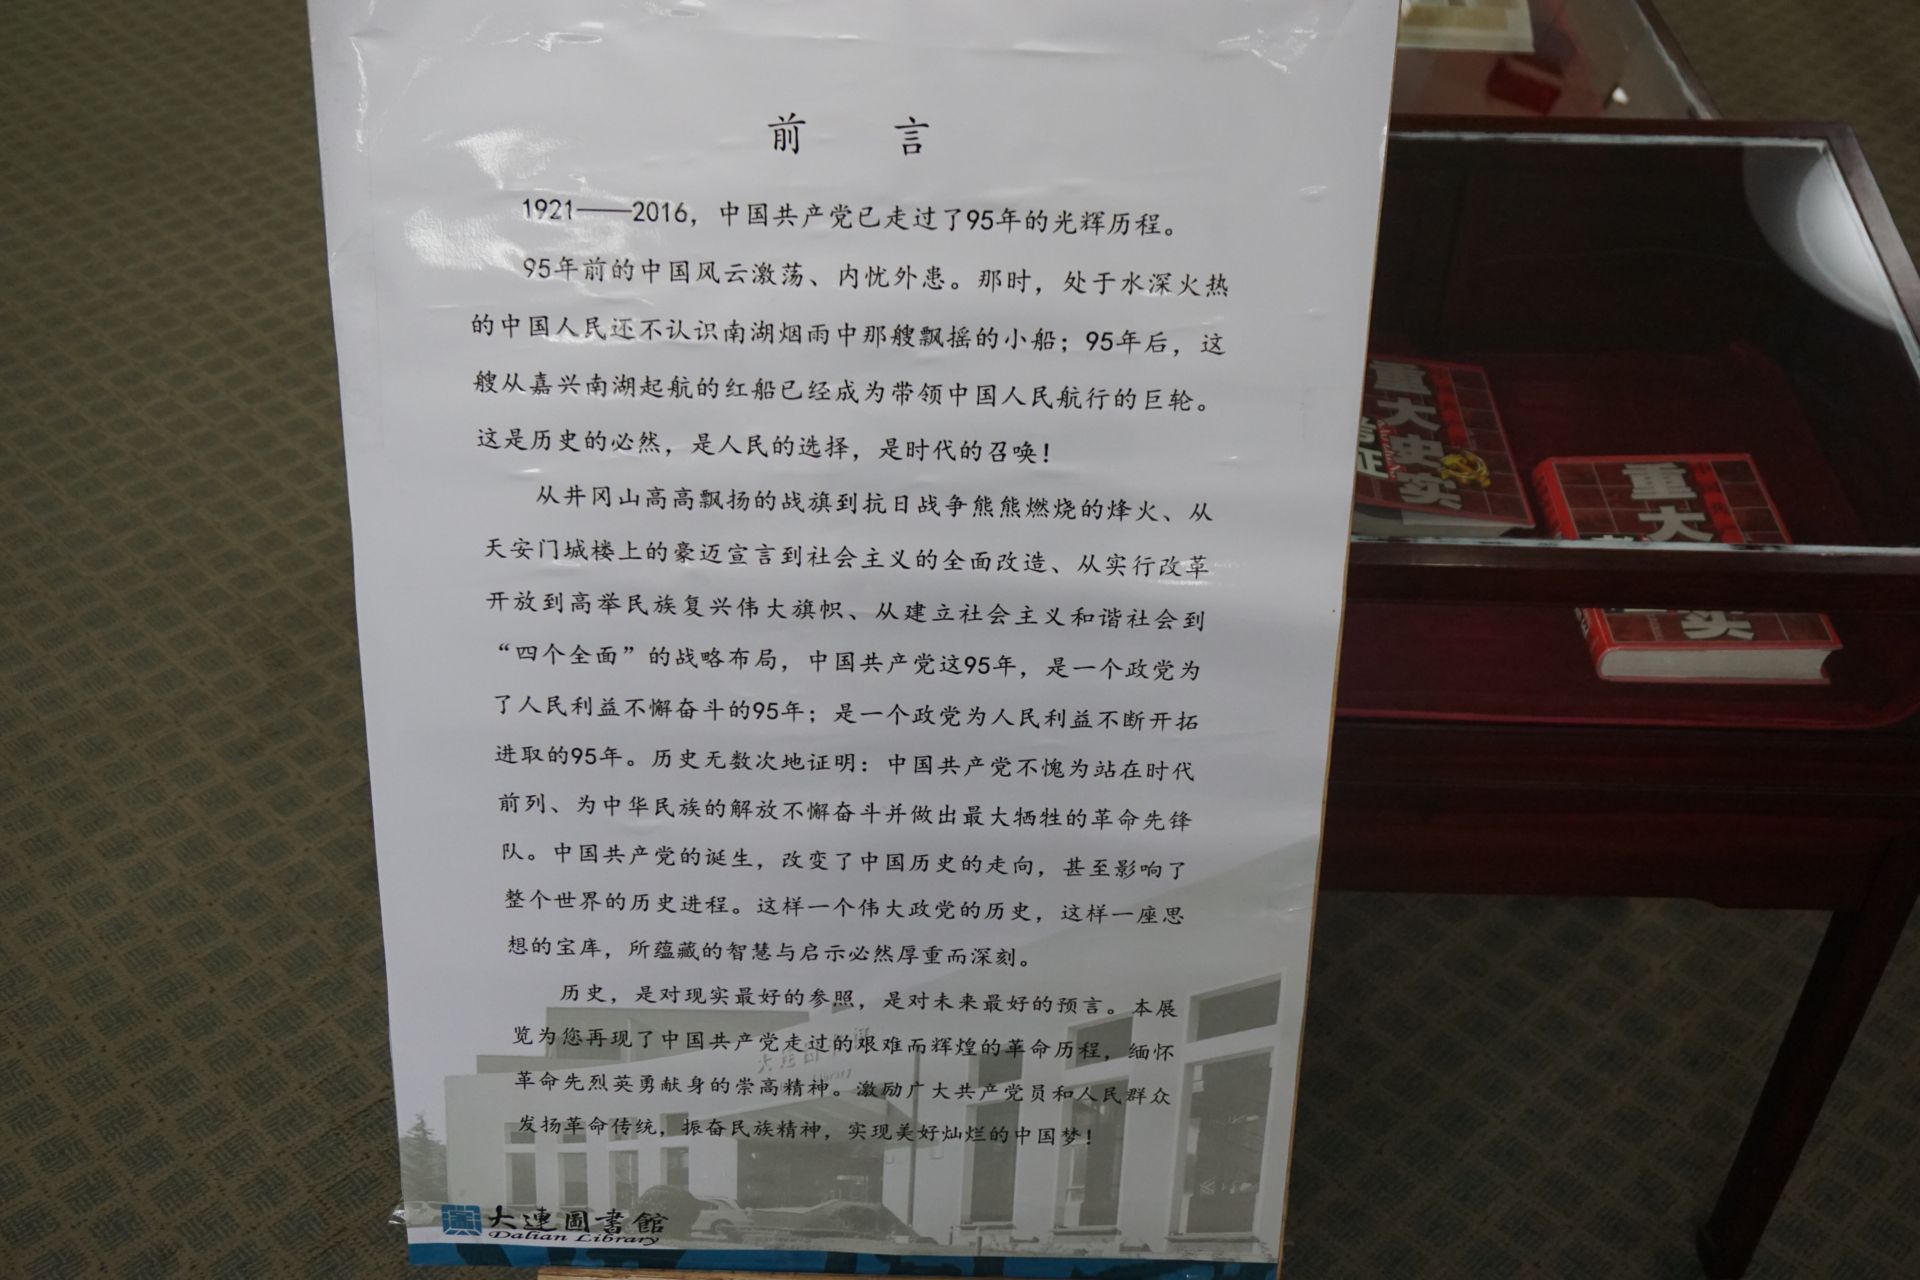 前 言
1921——2016，中国共产党已走过了95年的光辉历程。
95年前的中国风云激荡、内忧外患。那时，处于水深火热
的中国人民还不认识南湖烟雨中那艘飘摇的小船；95年后，这
艘从嘉兴南湖起航的红船已经成为带领中国人民航行的巨轮。
这是历史的必然，是人民的选择，是时代的召唤！
从井冈山高高飘扬的战旗到抗日战争熊熊燃烧的烽火、从
天安门城楼上的豪迈宣言到社会主义的全面改造、从实行改革
开放到高举民族复兴伟大旗帜、从建立社会主义和谐社会到
“四个全面”的战略布局，中国共产党这95年，是一个政党为
了人民利益不懈奋斗的95年；是一个政党为人民利益不断开拓
进取的95年。历史无数次地证明：中国共产党不愧为站在时代
前列、为中华民族的解放不懈奋斗并做出最大牺牲的革命先锋
队。中国共产党的诞生，改变了中国历史的走向，甚至影响了
整个世界的历史进程。这样一个伟大政党的历史，这样一座思
想的宝库，所蕴藏的智慧与启示必然厚重而深刻。
历史，是对现实最好的参照，是对未来最好的预言。本展
览为您再现了中国共产党走过的艰难而辉煌的革命历程，缅怀
革命先烈英勇献身的崇高精神。激励广大共产党员和人民群众
发扬革命传统，振奋民族精神，实现美好灿烂的中国梦！
大連圖書館
Dalian Library
重大史实
重大
实